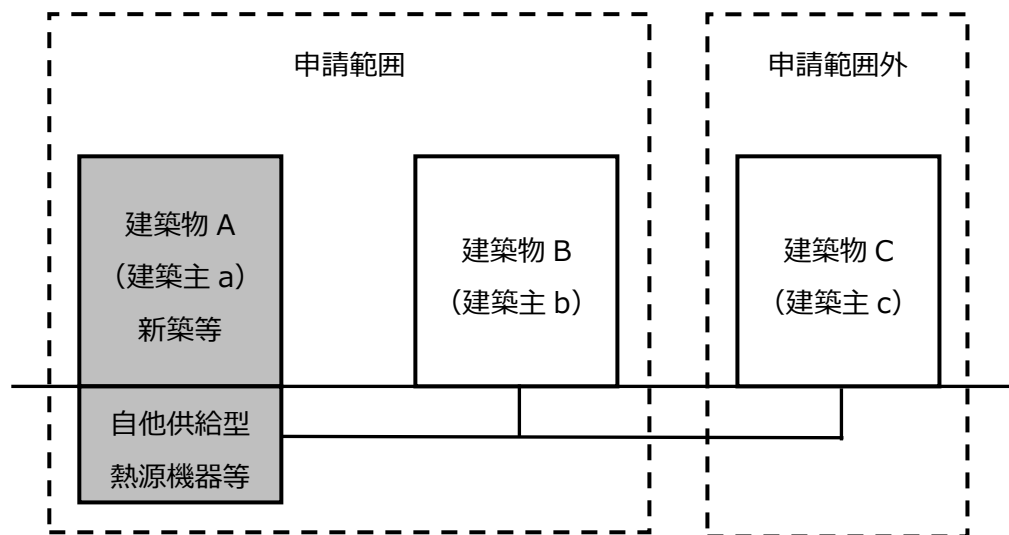 申請範囲
申請範囲外
建築物 A
（建築主 a）
新築等
建築物 B
（建築主 b）
建築物 C
（建築主 c）
自他供給型
熱源機器等